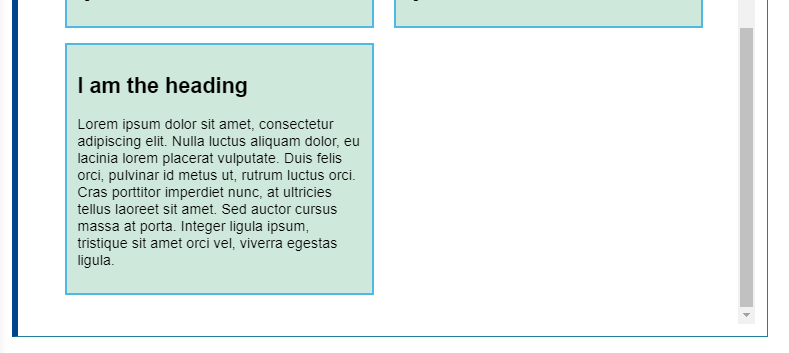 I am the heading
Lorem ipsum dolor sit amet, consectetur
adipiscing elit. Nulla luctus aliquam dolor, eu
lacinia lorem placerat vulputate. Duis felis
orci, pulvinar id metus ut, rutrum luctus orci.
Cras porttitor imperdiet nunc, at ultricies
tellus laoreet sit amet. Sed auctor cursus
massa at porta. Integer ligula ipsum,
tristique sit amet orci vel, viverra egestas
ligula.